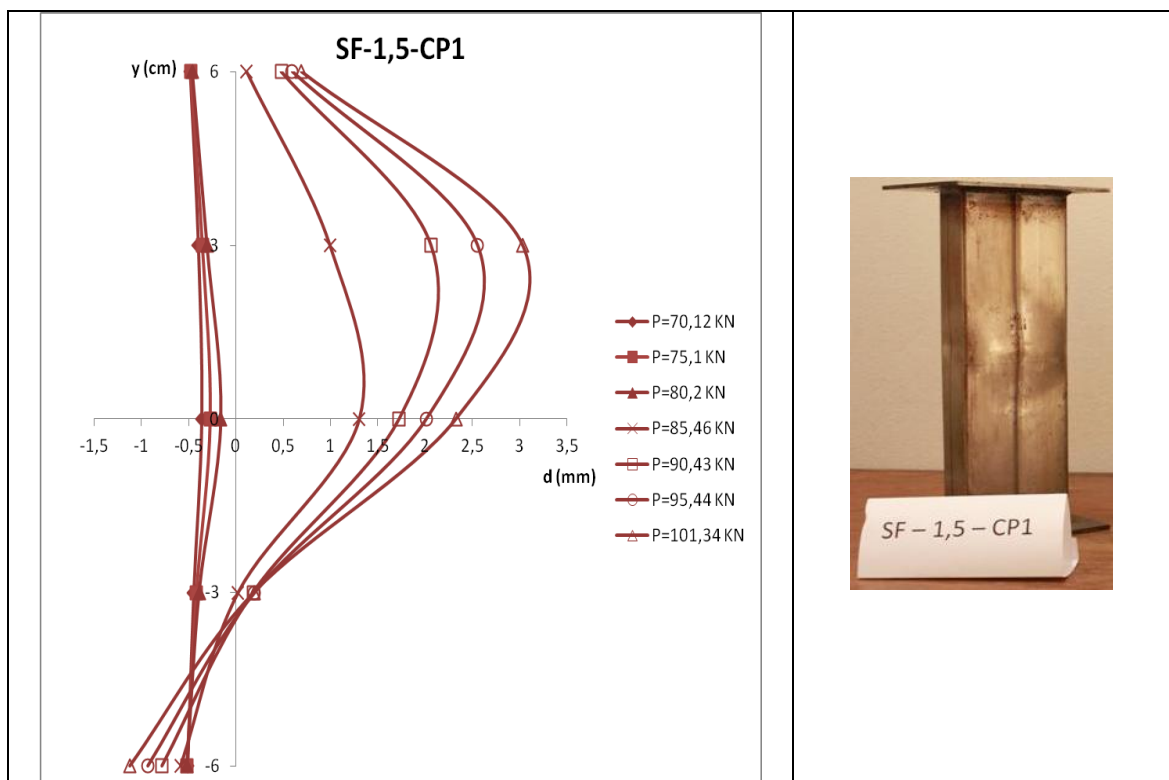 SF-1,5-CP1
y (cm)
6
3
0
-3
-6
-1,5 -1 -0,5 0 0,5 1 1,5 2 2,5 3 3,5
d (mm)
P=70,12 KN
P=75,1 KN
P=80,2 KN
P=85,46 KN
P=90,43 KN
P=95,44 KN
P=101,34 KN
SF – 1,5 – CP1